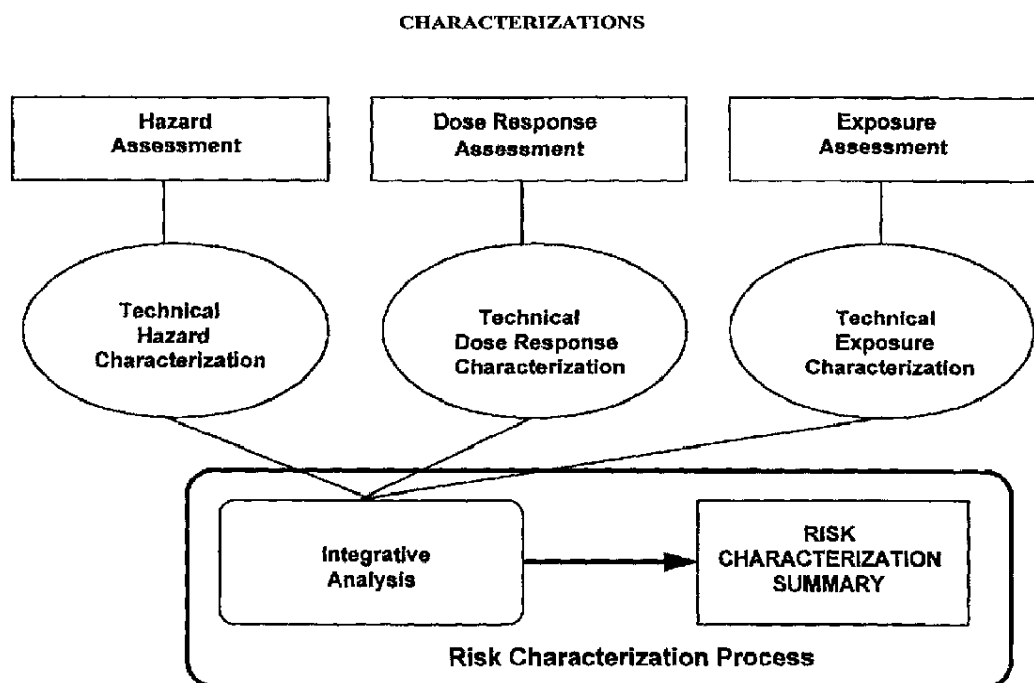 CHARACTERIZATIONS
Hazard
Assessment
Dose Response
Assessment
Exposure
Assessment
Technical
Hazard
Characterization
Technical
Dose Response
Characterization
Technical
Exposure
Characterization
Integrative
Analysis
RISK
CHARACTERIZATION
SUMMARY
Risk Characterization Process